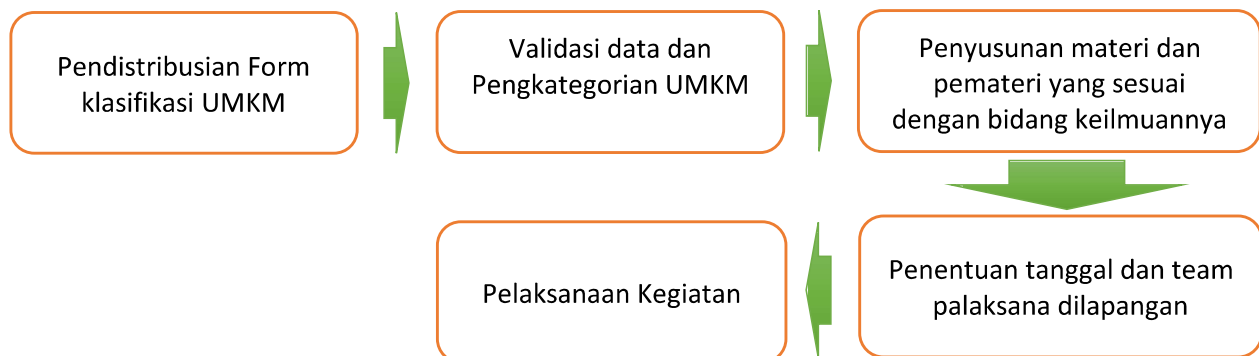 Pendistribusian Form
klasifikasi UMKM
Validasi data dan
Pengkategorian UMKM
Penyusunan materi dan
pemateri yang sesuai
dengan bidang keilmuannya
Penentuan tanggal dan team
palaksana dilapangan
Pelaksanaan Kegiatan